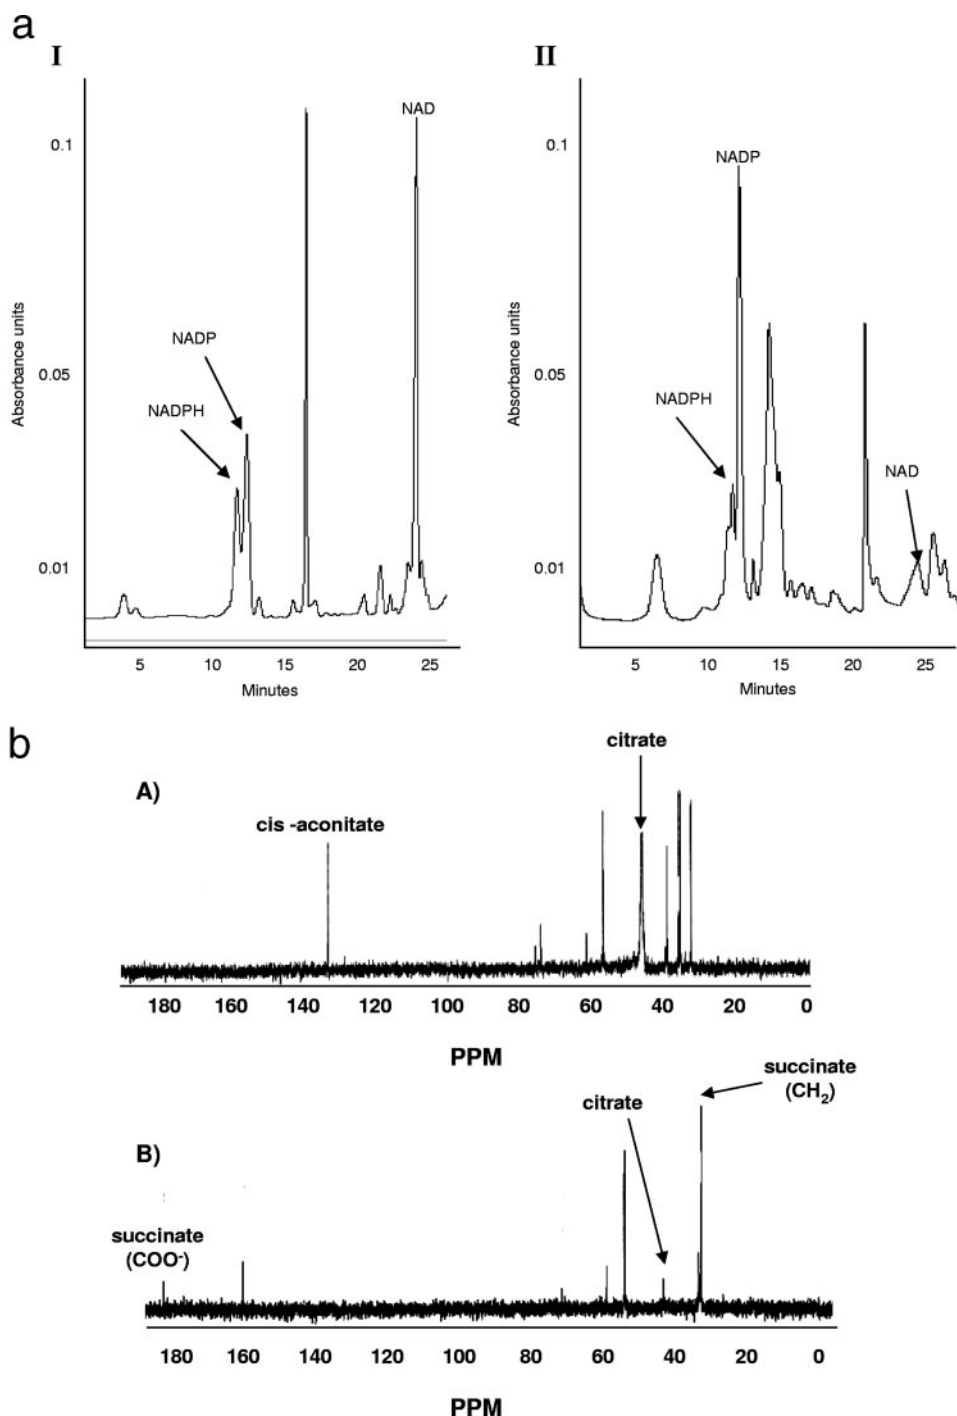 a
I
II
NAD
0.1
NADP
NADPH
0.05
0.01
Absorbance units
5 10 15 20 25
Minutes
NADP
0.1
NADPH
0.05
NAD
0.01
Absorbance units
5 10 15 20 25
Minutes
b
A)
citrate
cis -aconitate
180 160 140 120 100 80 60 40 20 0
PPM
B)
succinate
(CH₂)
citrate
succinate
(COO⁻)
180 160 140 120 100 80 60 40 20 0
PPM